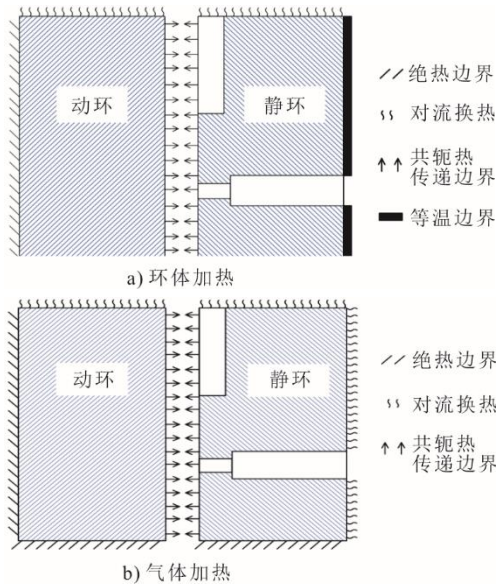 动环
静环
绝热边界
对流换热
共轭热
传递边界
等温边界
a) 环体加热
动环
静环
绝热边界
对流换热
共轭热
传递边界
b) 气体加热